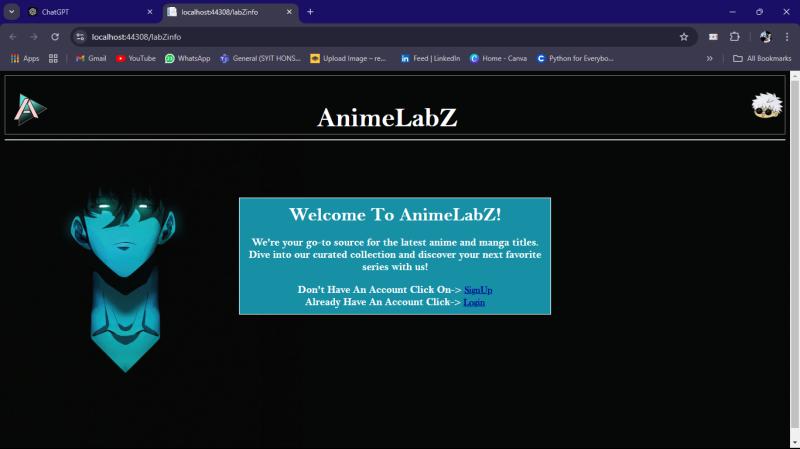 ChatGPT
localhost:44308/labZinfo
localhost:44308/labZinfo
Apps
Gmail
YouTube
WhatsApp
General (SYIT HONS...
Upload Image – re...
Feed | LinkedIn
Home - Canva
Python for Everybo...
All Bookmarks
AnimeLabZ
Welcome To AnimeLabZ!
We're your go-to source for the latest anime and manga titles.
Dive into our curated collection and discover your next favorite
series with us!
Don't Have An Account Click On-> SignUp
Already Have An Account Click-> Login